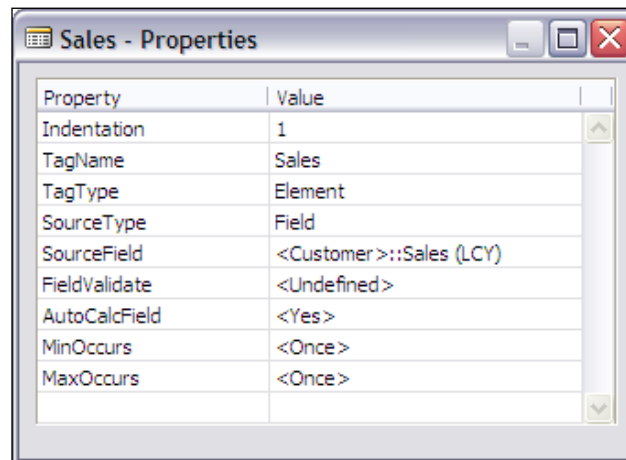 Sales - Properties
Property Value
Indentation 1
TagName Sales
TagType Element
SourceType Field
SourceField <Customer>::Sales (LCY)
FieldValidate <Undefined>
AutoCalcField <Yes>
MinOccurs <Once>
MaxOccurs <Once>